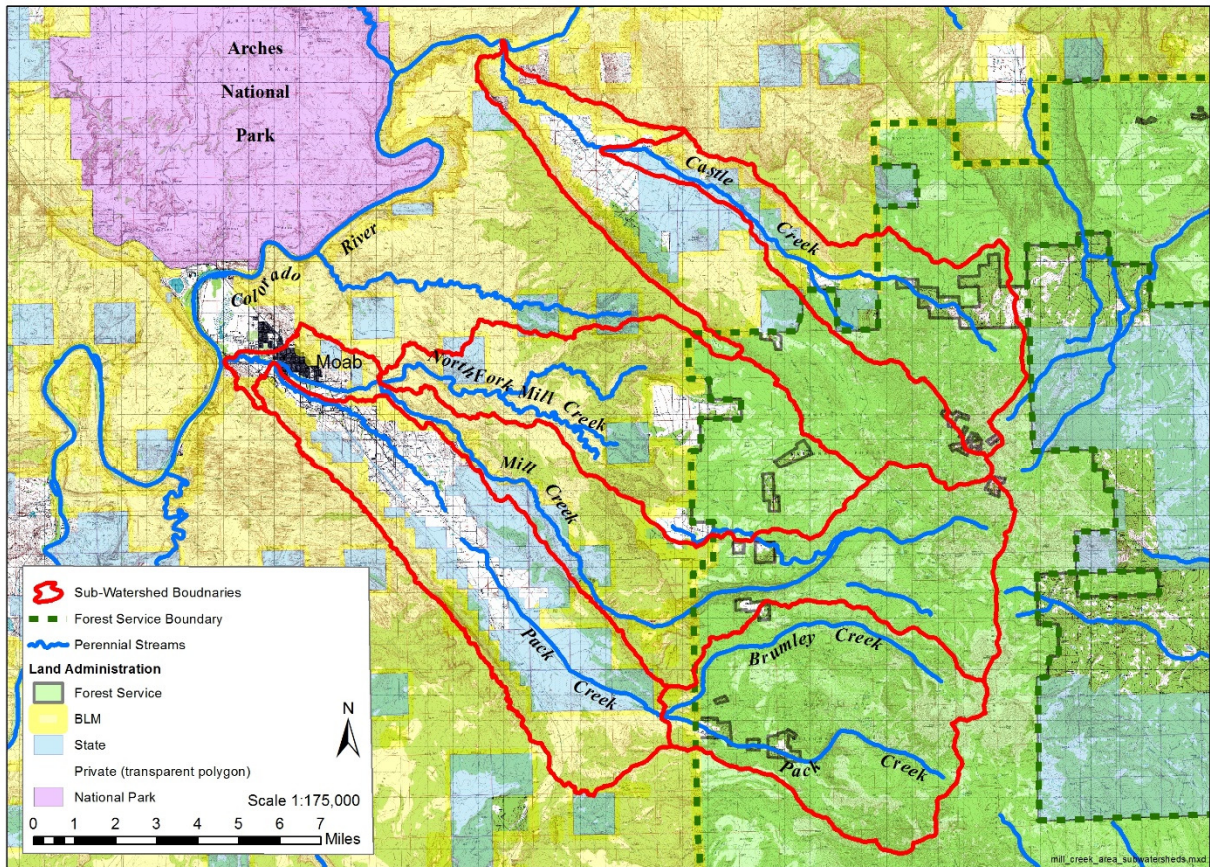 Arches
National
Park
Castle
Creek
Colorado
River
Moab
North Fork Mill Creek
Mill
Creek
Pack
Creek
Brumley
Creek
Pack
Creek
Sub-Watershed Boudnaries
Forest Service Boundary
Perennial Streams
Land Administration
Forest Service
BLM
State
Private (transparent polygon)
National Park
N
Scale 1:175,000
0 1 2 3 4 5 6 7
Miles
mill_creek_area_subwatersheds.mxd